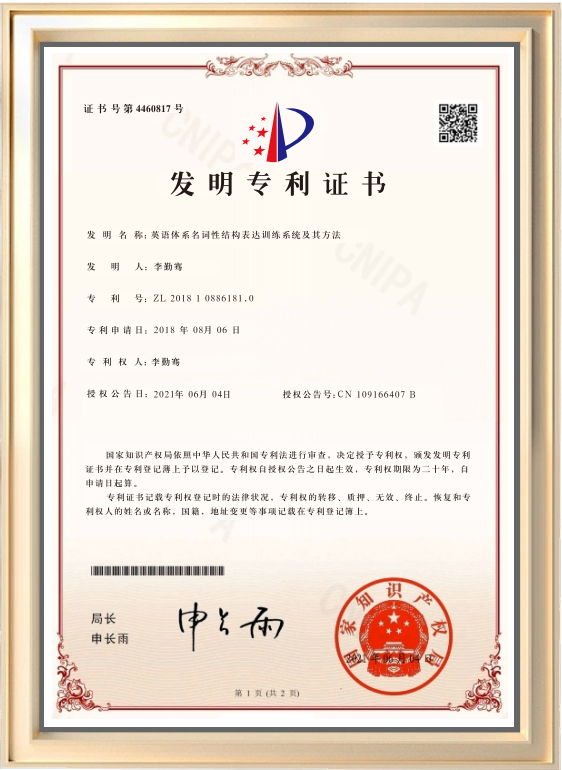 证书号第4460817号
发明专利证书
发明名称:英语体系名词性结构表达训练系统及其方法
发明人:李勤骞
专利号:ZL 2018 1 0886181.0
专利申请日:2018年08月06日
专利权人:李勤骞
授权公告日:2021年06月04日 授权公告号:CN 109166407 B
国家知识产权局依照中华人民共和国专利法进行审查,决定授予专利权,颁发发明专利
证书并在专利登记薄上予以登记。专利权自授权公告之日起生效,专利权期限为二十年,自
申请日起算。
专利证书记载专利权登记时的法律状况,专利权的转移、质押、无效、终止。恢复和专
利权人的姓名或名称,国籍,地址变更等事项记载在专利登记簿上。
局长
申长雨
申长雨
国家知识产权局
2021年06月04日
第1页(共2页)
CNIPA
CNIPA